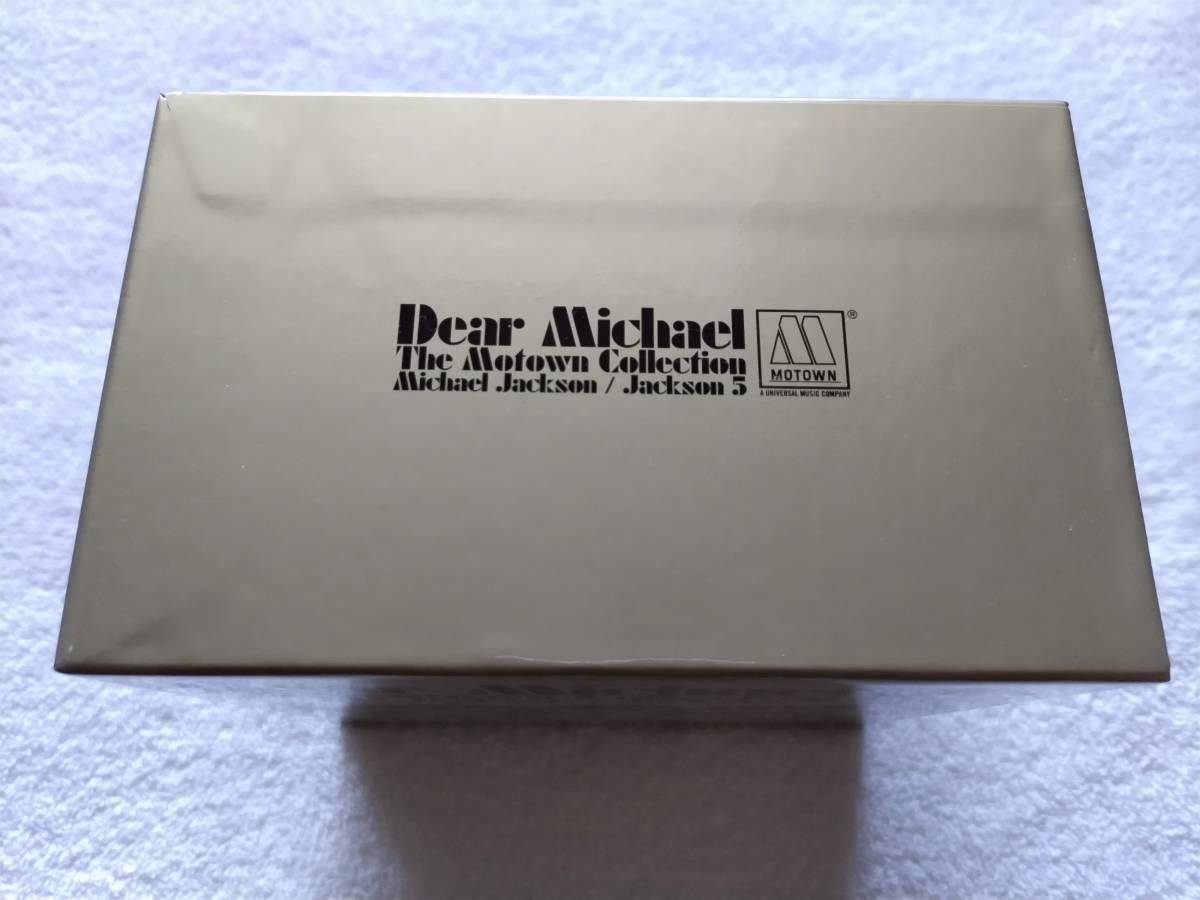 Dear Michael
The Motown Collection
Michael Jackson / Jackson 5
®
MOTOWN
A UNIVERSAL MUSIC COMPANY